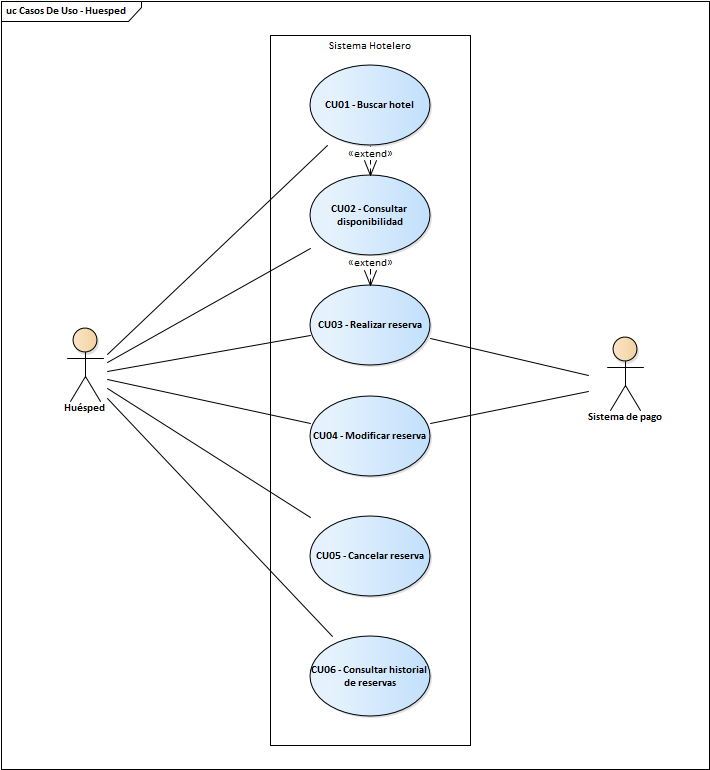 uc Casos De Uso - Huesped
Sistema Hotelero
CU01 - Buscar hotel
«extend»
CU02 - Consultar
disponibilidad
«extend»
CU03 - Realizar reserva
Huésped
Sistema de pago
CU04 - Modificar reserva
CU05 - Cancelar reserva
CU06 - Consultar historial
de reservas